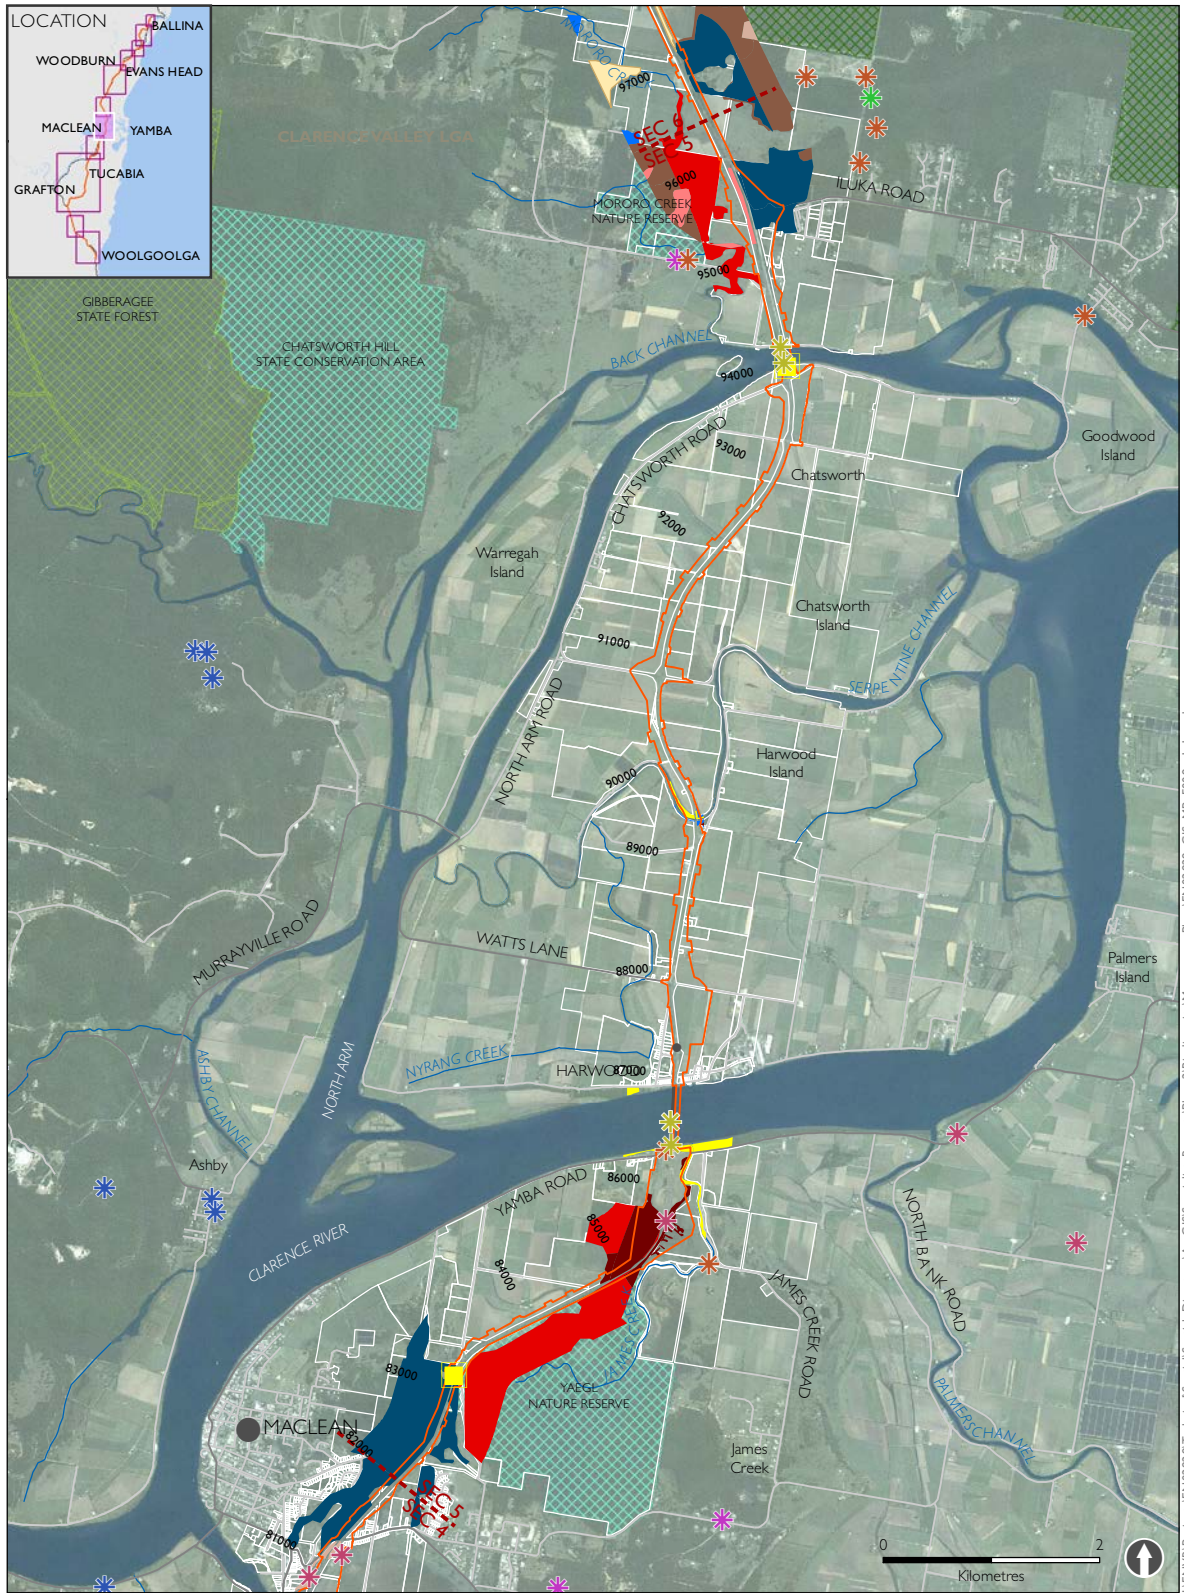 LOCATION
BALLINA
WOODBURN
EVANS HEAD
MACLEAN
YAMBA
TUCABIA
GRAFTON
WOOLGOOLGA
MORORO CREEK
97000
CLARENCE VALLEY LGA
SEC 6
SEC 5
96000
ILUKA ROAD
MORORO CREEK
NATURE RESERVE
95000
GIBBERAGEE
STATE FOREST
CHATSWORTH HILL
STATE CONSERVATION AREA
BACK CHANNEL
94000
CHATSWORTH ROAD
93000
Goodwood
Island
Chatsworth
92000
Warregah
Island
Chatsworth
Island
91000
SERPENTINE CHANNEL
NORTH ARM ROAD
Harwood
Island
90000
89000
MURRAYVILLE ROAD
WATTS LANE
88000
Palmers
Island
ASHBY CHANNEL
NORTH ARM
NYRANG CREEK
HARWOOD
87000
Ashby
YAMBA ROAD
86000
CLARENCE RIVER
85000
84000
NORTH BANK ROAD
JAMES CREEK ROAD
JAMES CREEK
83000
YAEGL
NATURE RESERVE
MACLEAN
82000
PALMERS CHANNEL
James
Creek
SEC 5
SEC 4
81000
0
2
Kilometres